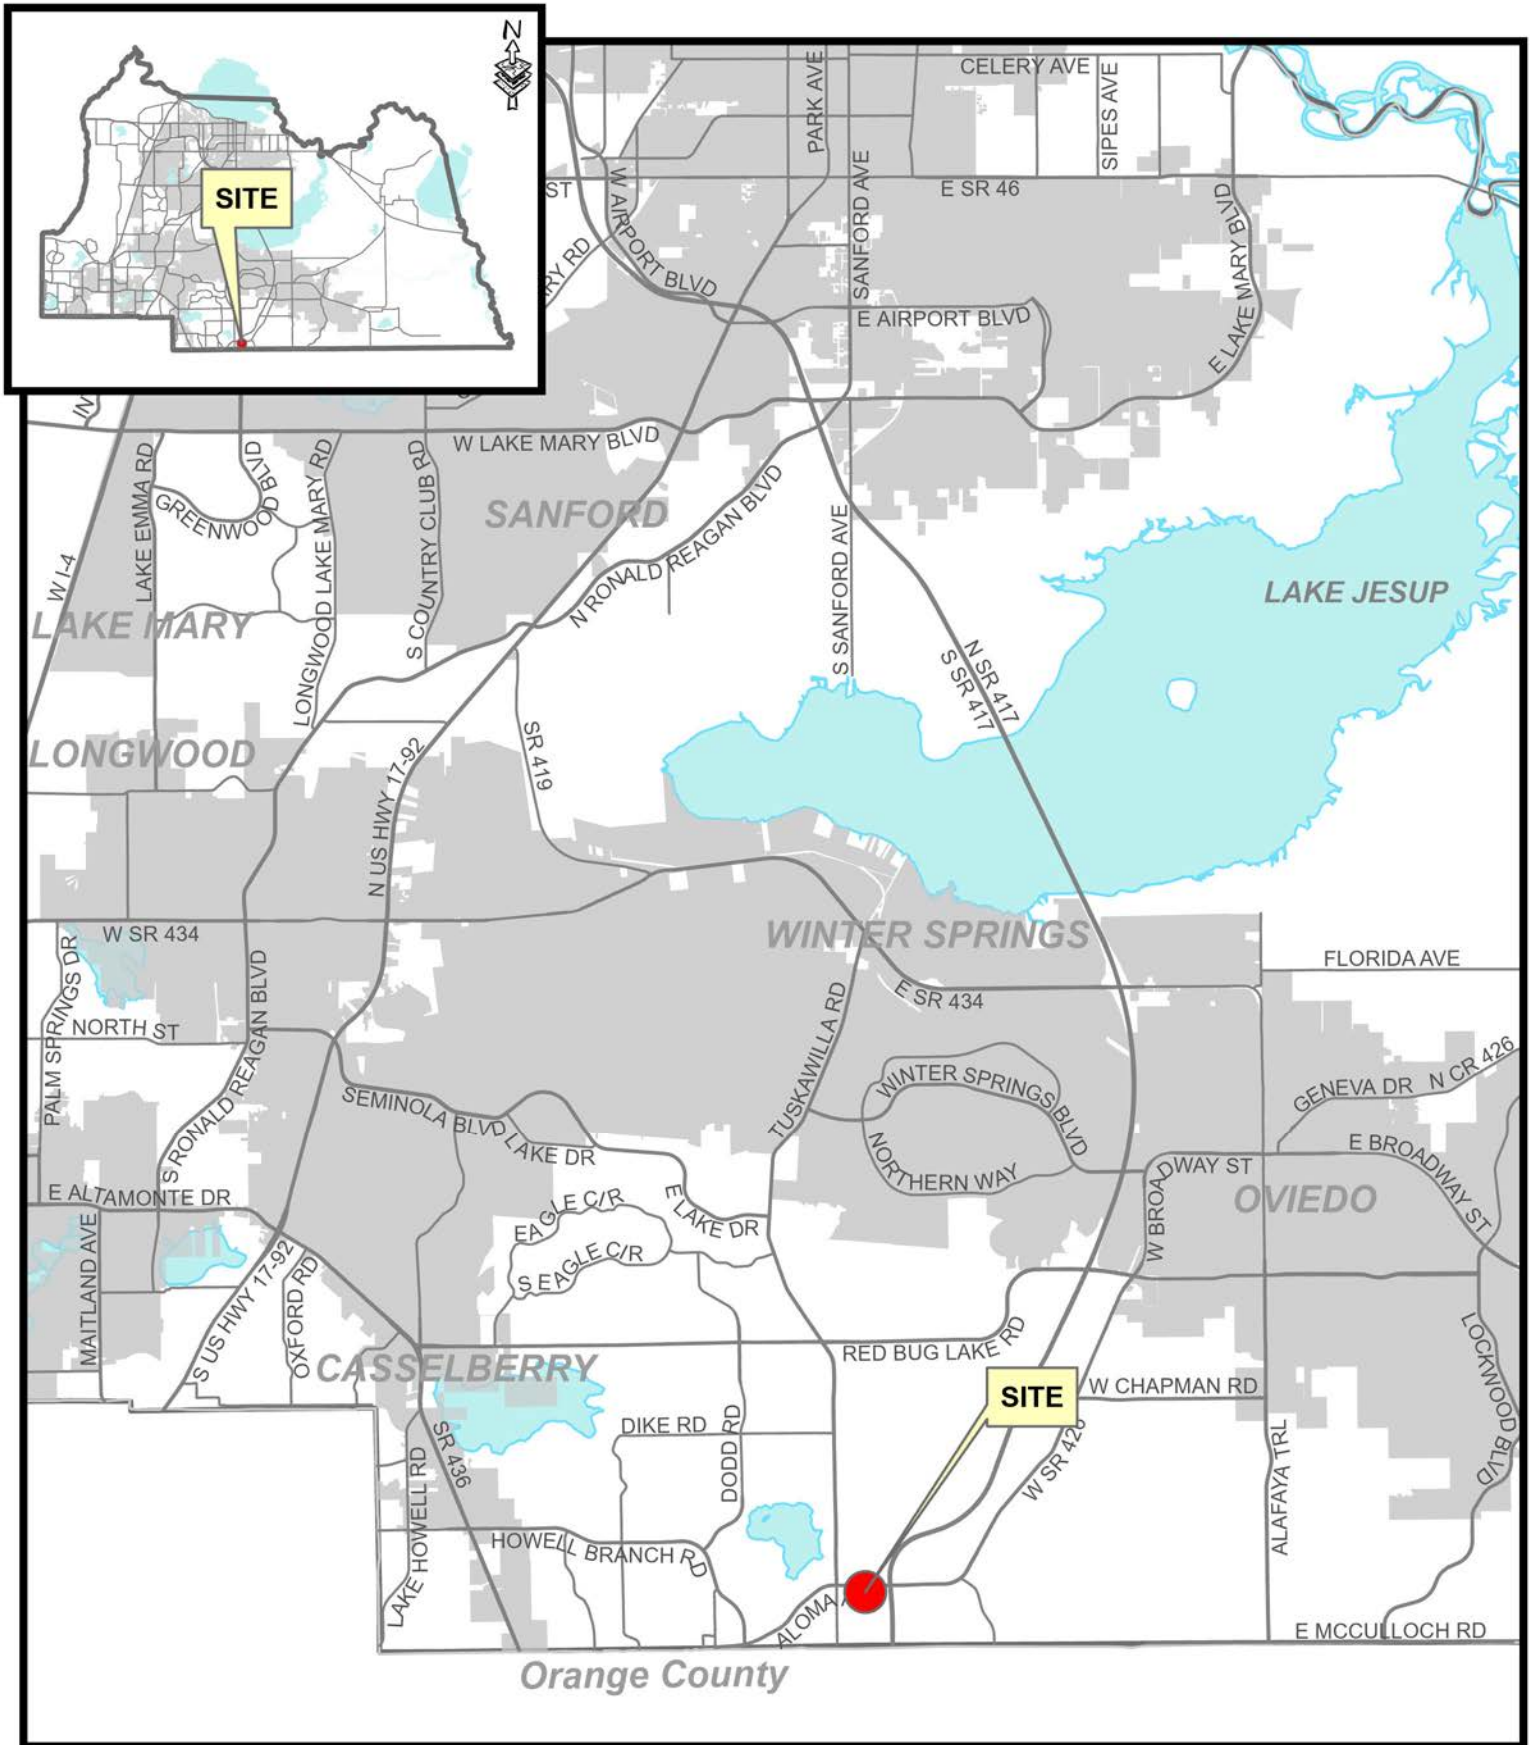 N
SITE
CELERY AVE
PARK AVE
SIPES AVE
ST
E SR 46
W AIRPORT BLVD
SANFORD AVE
E LAKE MARY BLVD
RY RD
E AIRPORT BLVD
IN
W LAKE MARY BLVD
LAKE EMMA RD
GREENWOOD BLVD
LONGWOOD LAKE MARY RD
S COUNTRY CLUB RD
SANFORD
N RONALD REAGAN BLVD
S SANFORD AVE
W I-4
LAKE JESUP
LAKE MARY
N SR 417
S SR 417
LONGWOOD
SR 419
N US HWY 17-92
W SR 434
WINTER SPRINGS
FLORIDA AVE
PALM SPRINGS DR
S RONALD REAGAN BLVD
E SR 434
NORTH ST
TUSKAWILLA RD
WINTER SPRINGS BLVD
GENEVA DR
N CR 426
SEMINOLA BLVD
LAKE DR
NORTHERN WAY
W BROADWAY ST
E BROADWAY ST
E ALTAMONTE DR
EAGLE C/R
E LAKE DR
OVIEDO
MAITLAND AVE
S EAGLE C/R
S US HWY 17-92
OXFORD RD
RED BUG LAKE RD
LOCKWOOD BLVD
CASSELBERRY
SITE
W CHAPMAN RD
DIKE RD
DODD RD
SR 436
W SR 426
ALAFAYA TRL
LAKE HOWELL RD
HOWELL BRANCH RD
ALOMA
E MCCULLOCH RD
Orange County